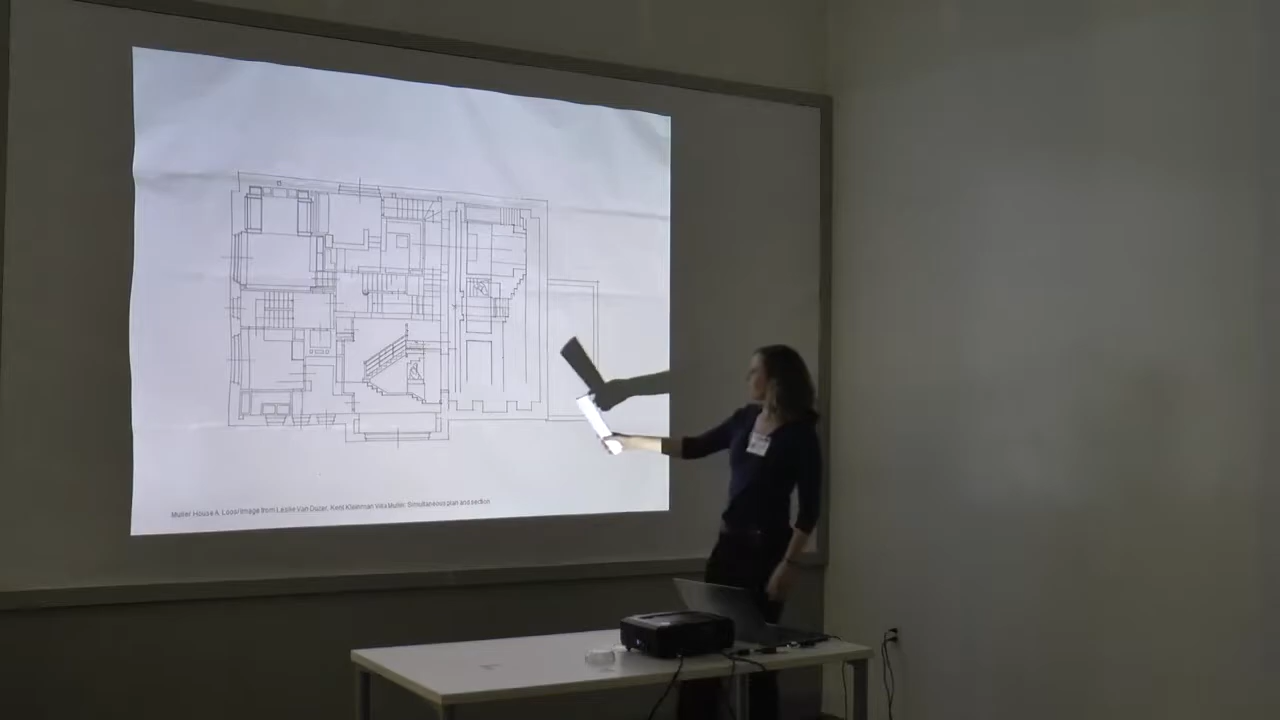 Muller House A. Loos/Image from Leslie Van Duzer, Kent Kleinman Villa Muller. Simultaneous plan and section